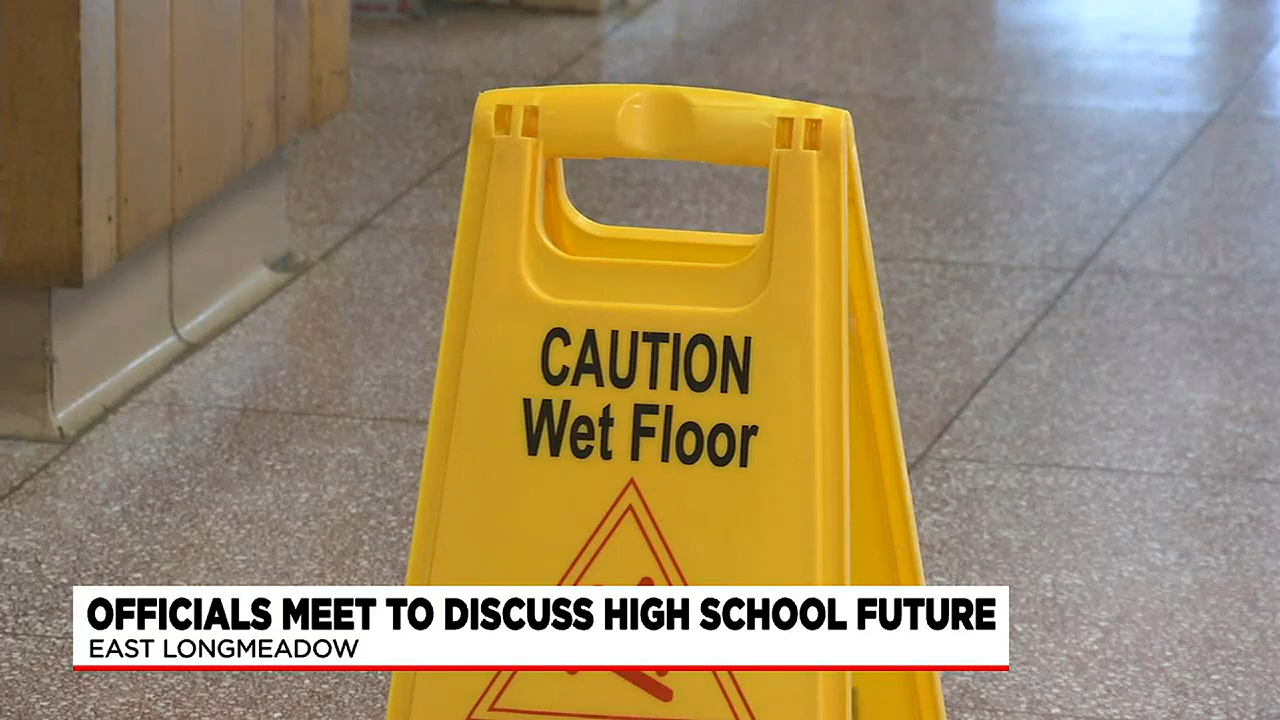 CAUTION
Wet Floor
OFFICIALS MEET TO DISCUSS HIGH SCHOOL FUTURE
EAST LONGMEADOW